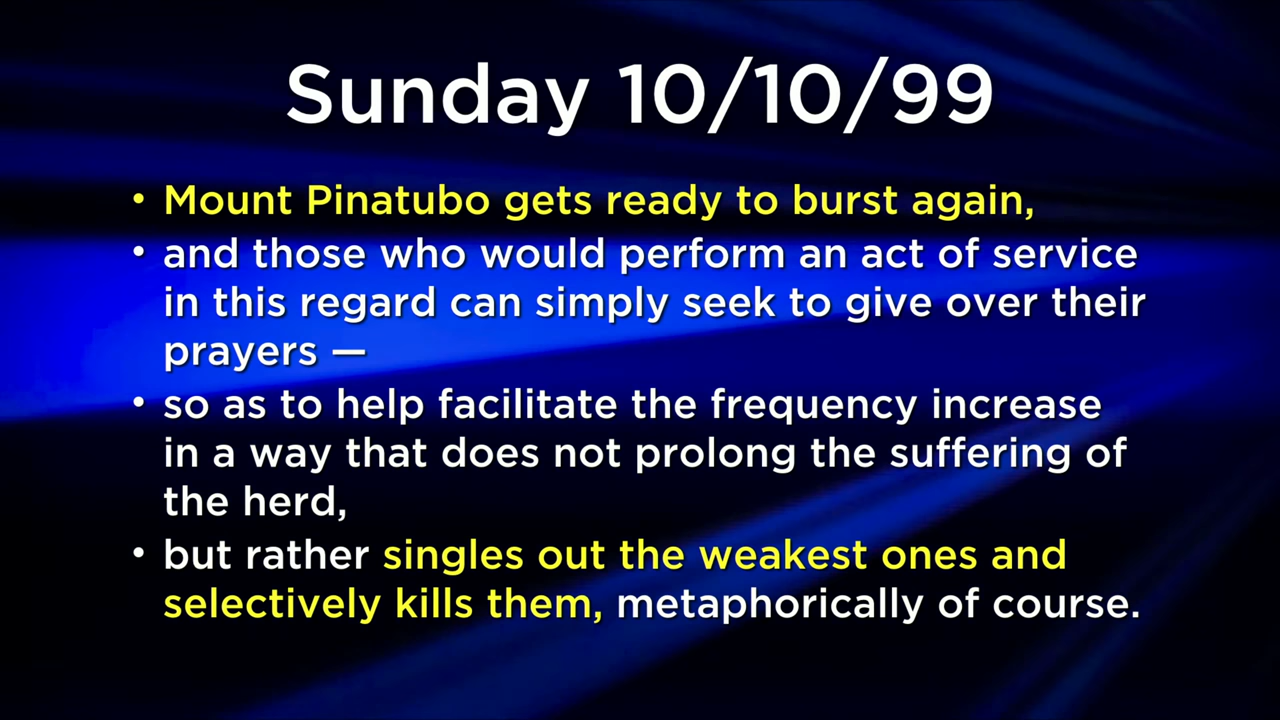 Sunday 10/10/99
• Mount Pinatubo gets ready to burst again,
• and those who would perform an act of service
in this regard can simply seek to give over their
prayers —
• so as to help facilitate the frequency increase
in a way that does not prolong the suffering of
the herd,
• but rather singles out the weakest ones and
selectively kills them, metaphorically of course.